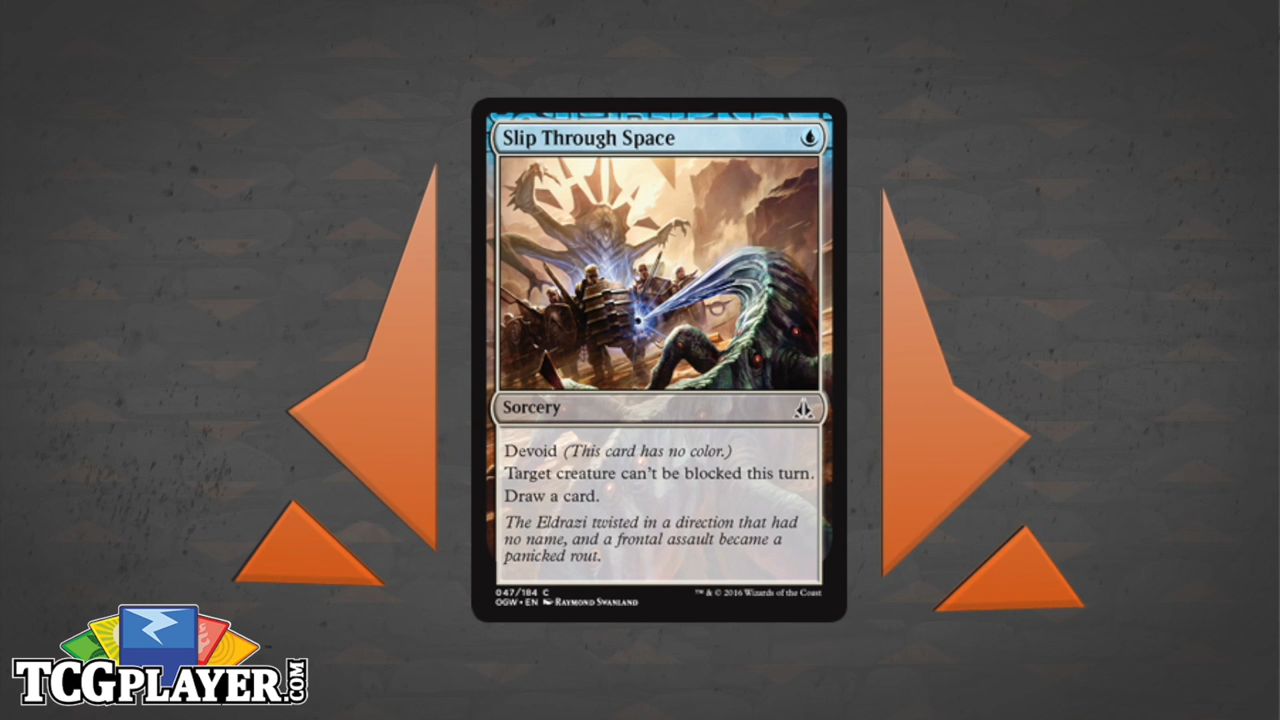 Slip Through Space
Sorcery
Devoid (This card has no color.)
Target creature can't be blocked this turn.
Draw a card.
The Eldrazi twisted in a direction that had
no name, and a frontal assault became a
panicked rout.
047/184 C
OGW • EN Raymond Swanland
™ & © 2016 Wizards of the Coast
TCGPLAYER.COM